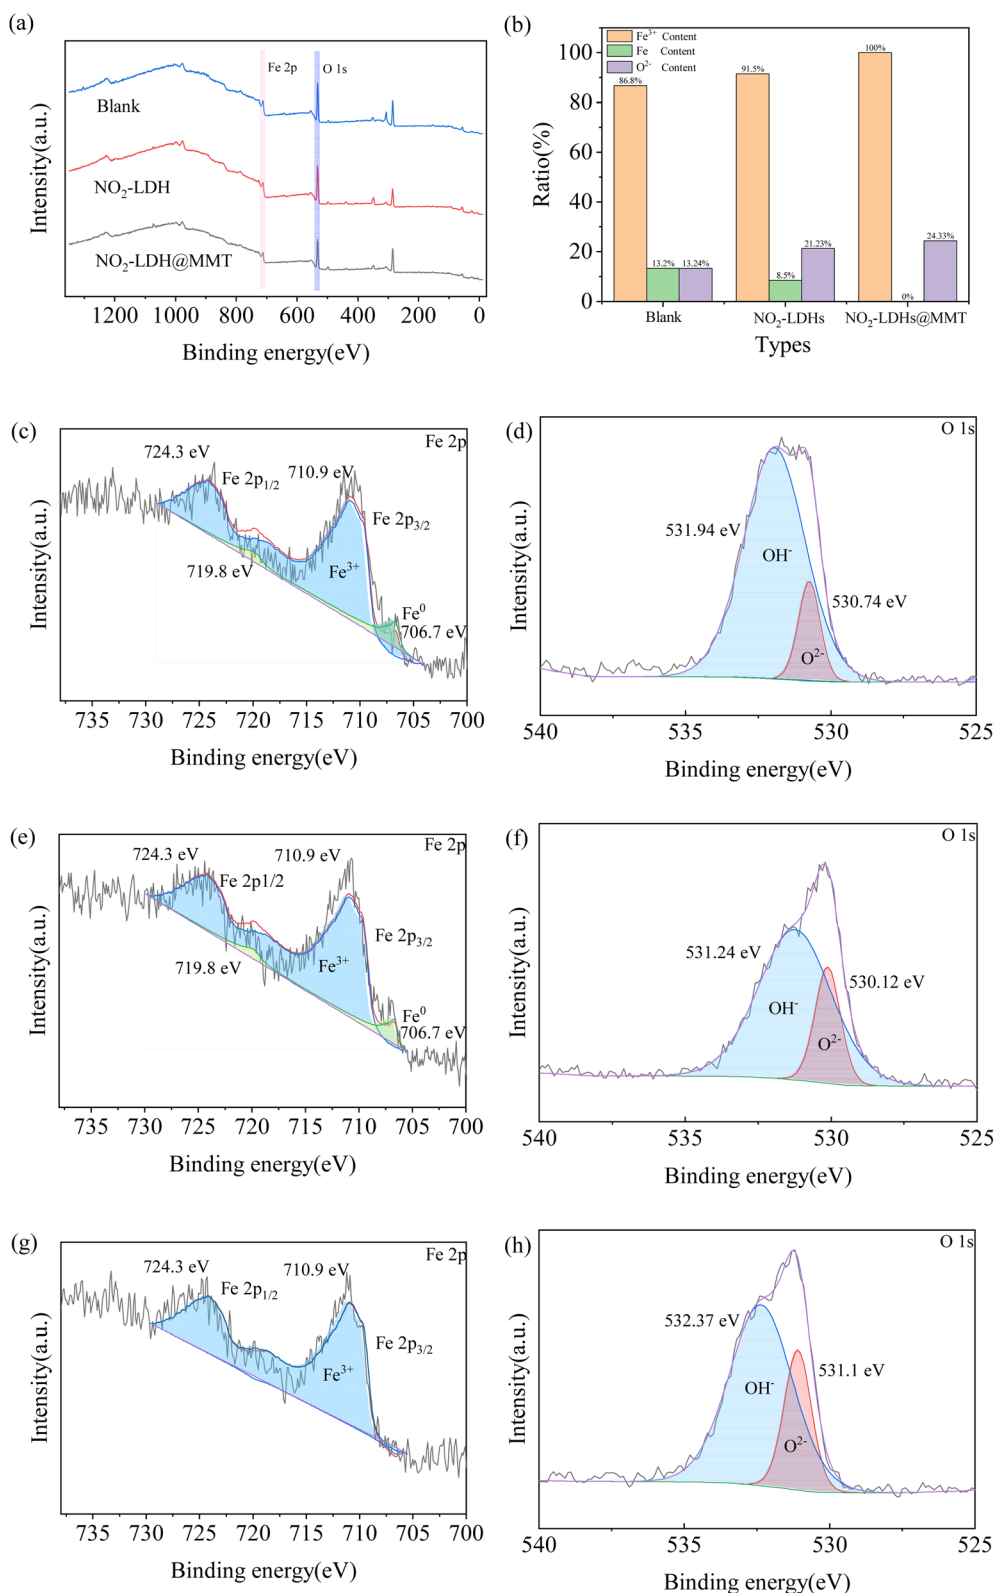 (a)
Fe 2p
O 1s
Blank
NO₂-LDH
NO₂-LDH@MMT
Intensity(a.u.)
1200 1000 800 600 400 200 0
Binding energy(eV)
(b)
Fe³⁺ Content
Fe Content
O²⁻ Content
86.8%
91.5%
100%
13.2%
13.24%
8.5%
21.23%
0%
24.33%
100
80
60
40
20
0
Ratio(%)
Blank
NO₂-LDHs
NO₂-LDHs@MMT
Types
(c)
Fe 2p
724.3 eV
710.9 eV
Fe 2p₁/₂
Fe 2p₃/₂
719.8 eV
Fe³⁺
Fe⁰
706.7 eV
Intensity(a.u.)
735 730 725 720 715 710 705 700
Binding energy(eV)
(d)
O 1s
531.94 eV
OH⁻
530.74 eV
O²⁻
Intensity(a.u.)
540 535 530 525
Binding energy(eV)
(e)
Fe 2p
724.3 eV
710.9 eV
Fe 2p1/2
Fe 2p₃/₂
719.8 eV
Fe³⁺
Fe⁰
706.7 eV
Intensity(a.u.)
735 730 725 720 715 710 705 700
Binding energy(eV)
(f)
O 1s
531.24 eV
530.12 eV
OH⁻
O²⁻
Intensity(a.u.)
540 535 530 525
Binding energy(eV)
(g)
Fe 2p
724.3 eV
710.9 eV
Fe 2p₁/₂
Fe 2p₃/₂
Fe³⁺
Intensity(a.u.)
735 730 725 720 715 710 705 700
Binding energy(eV)
(h)
O 1s
532.37 eV
531.1 eV
OH⁻
O²⁻
Intensity(a.u.)
540 535 530 525
Binding energy(eV)